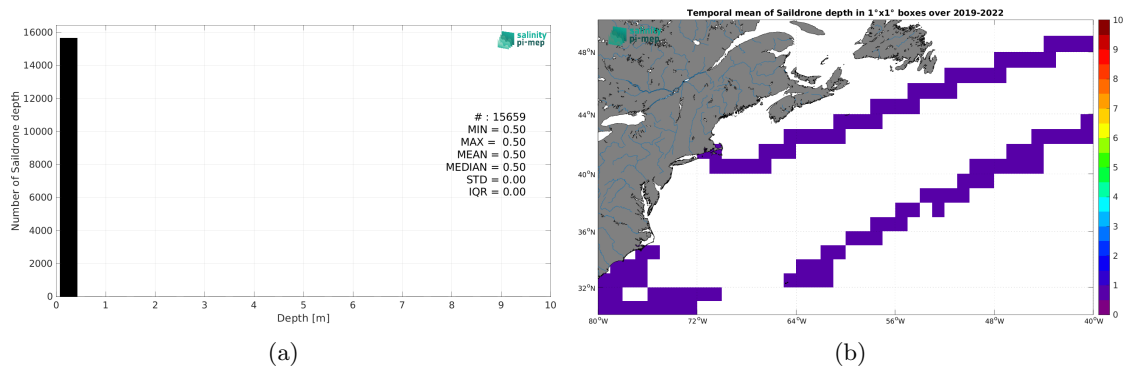 16000
14000
12000
10000
8000
6000
4000
2000
0
Number of Saildrone depth
salinity
pi-mep
# : 15659
MIN = 0.50
MAX = 0.50
MEAN = 0.50
MEDIAN = 0.50
STD = 0.00
IQR = 0.00
0 1 2 3 4 5 6 7 8 9 10
Depth [m]
(a)
Temporal mean of Saildrone depth in 1°x1° boxes over 2019-2022
salinity
pi-mep
48°N
44°N
40°N
36°N
32°N
80°W 72°W 64°W 56°W 48°W 40°W
10
9
8
7
6
5
4
3
2
1
0
(b)